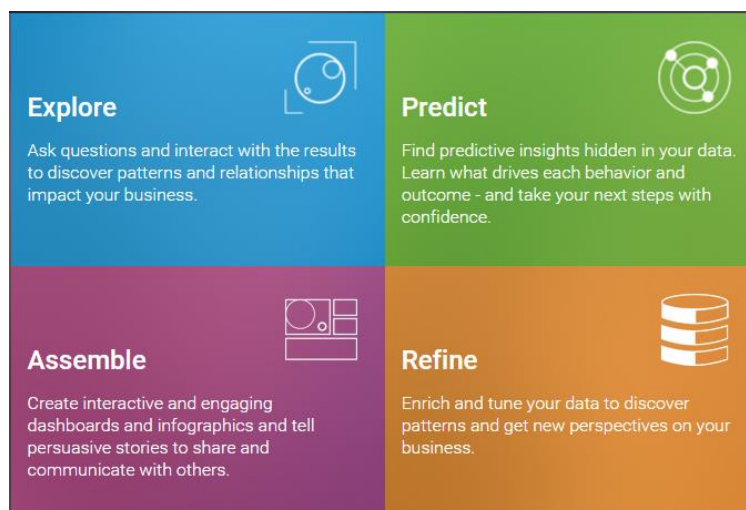 Explore
Ask questions and interact with the results
to discover patterns and relationships that
impact your business.
Predict
Find predictive insights hidden in your data.
Learn what drives each behavior and
outcome - and take your next steps with
confidence.
Assemble
Create interactive and engaging
dashboards and infographics and tell
persuasive stories to share and
communicate with others.
Refine
Enrich and tune your data to discover
patterns and get new perspectives on your
business.